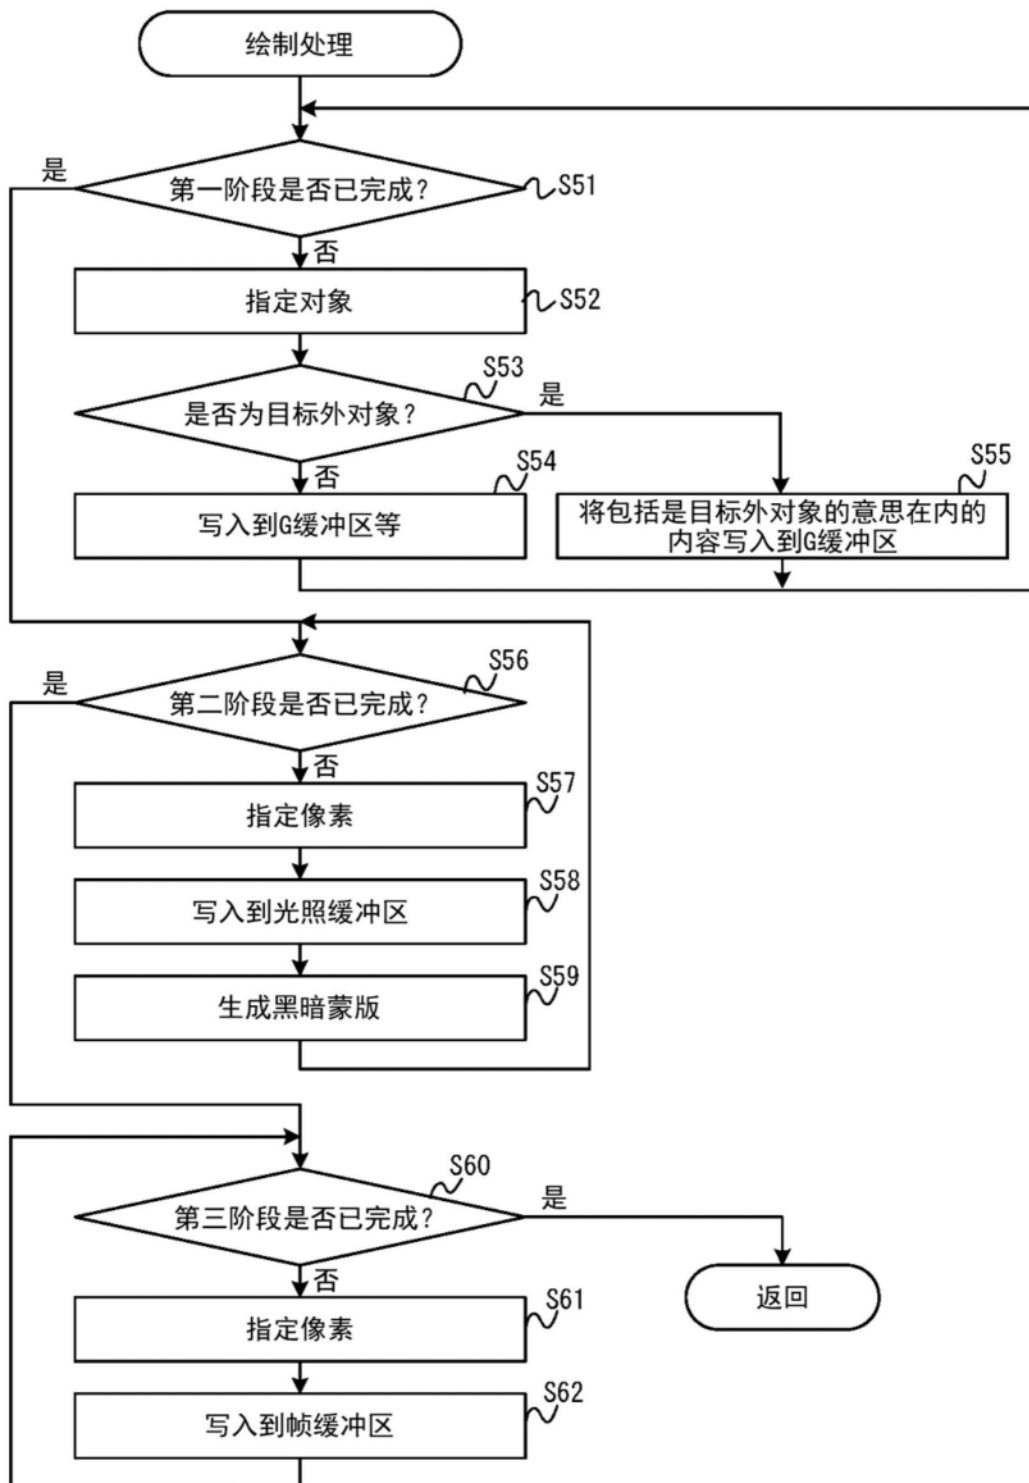 绘制处理
是
第一阶段是否已完成?
S51
否
指定对象
S52
S53
是否为目标外对象?
是
否
S54
写入到G缓冲区等
S55
将包括是目标外对象的意思在内的
内容写入到G缓冲区
是
S56
第二阶段是否已完成?
否
指定像素
S57
写入到光照缓冲区
S58
生成黑暗蒙版
S59
S60
第三阶段是否已完成?
是
否
返回
指定像素
S61
写入到帧缓冲区
S62